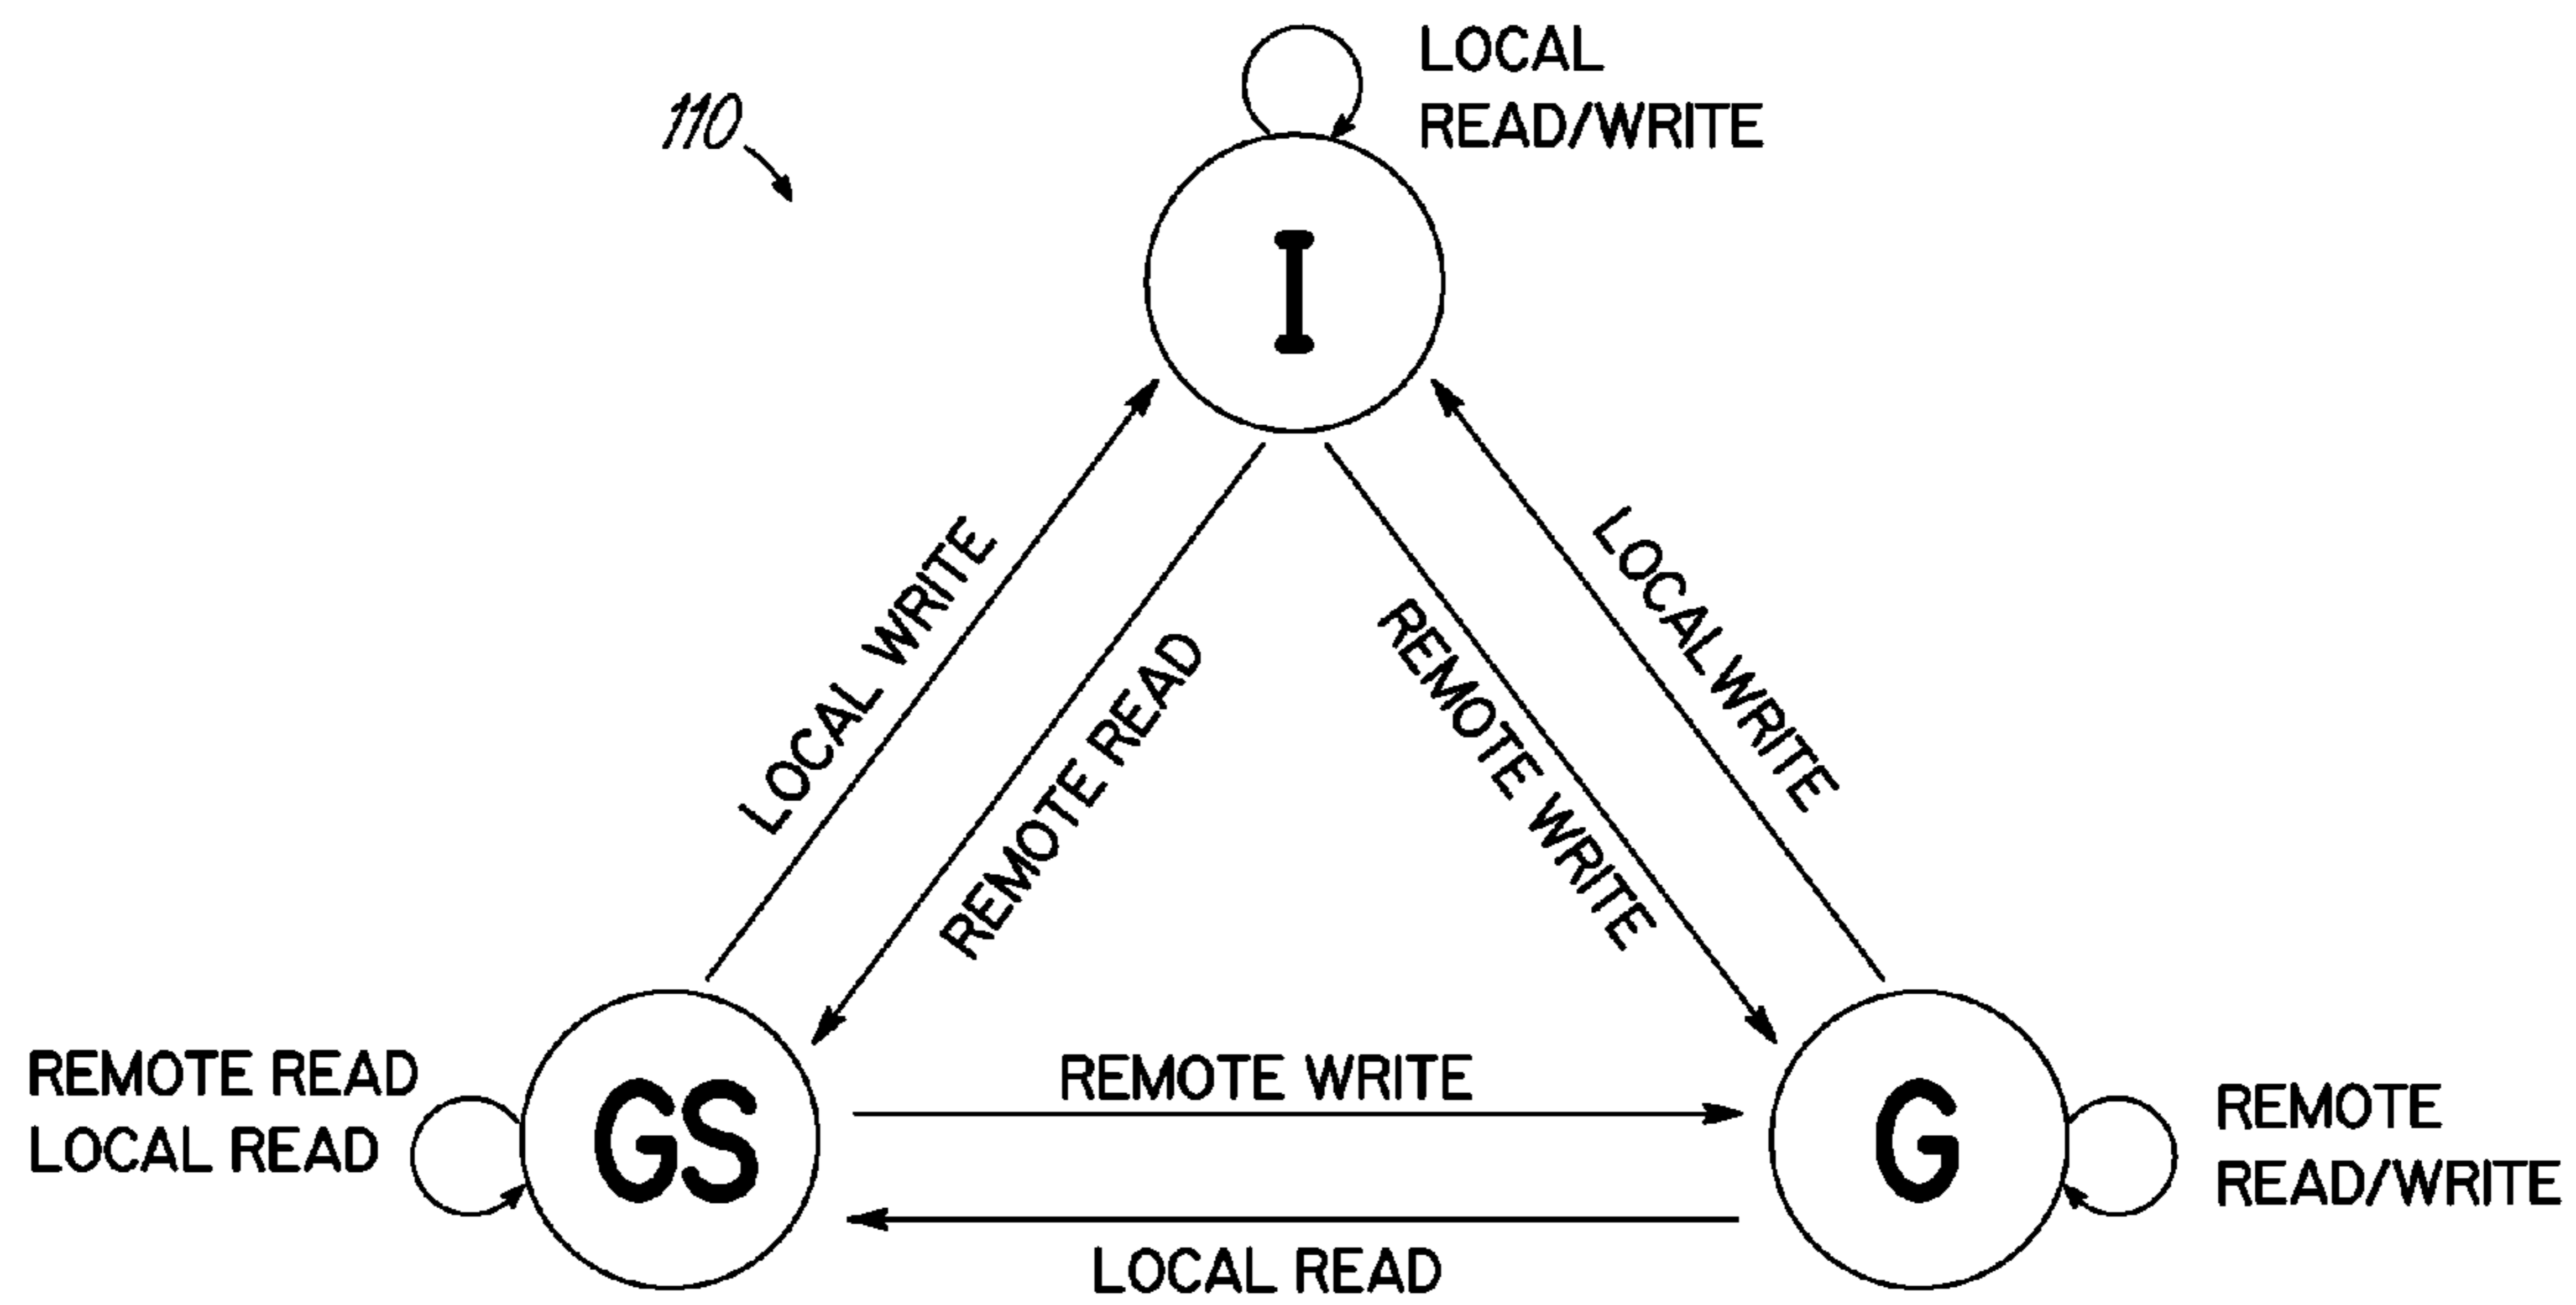 LOCAL
READ/WRITE
110
I
LOCAL WRITE
REMOTE READ
REMOTE WRITE
LOCAL WRITE
REMOTE READ
LOCAL READ
GS
REMOTE WRITE
LOCAL READ
G
REMOTE
READ/WRITE